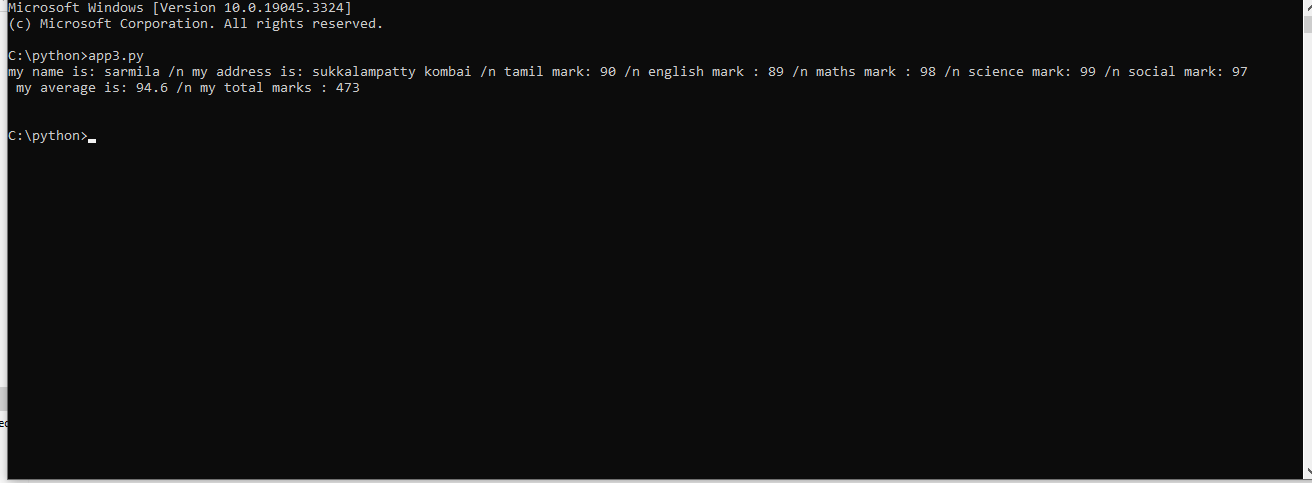 Microsoft Windows [Version 10.0.19045.3324]
(c) Microsoft Corporation. All rights reserved.
C:\python>app3.py
my name is: sarmila /n my address is: sukkalampatty kombai /n tamil mark: 90 /n english mark : 89 /n maths mark : 98 /n science mark: 99 /n social mark: 97
my average is: 94.6 /n my total marks : 473
C:\python>